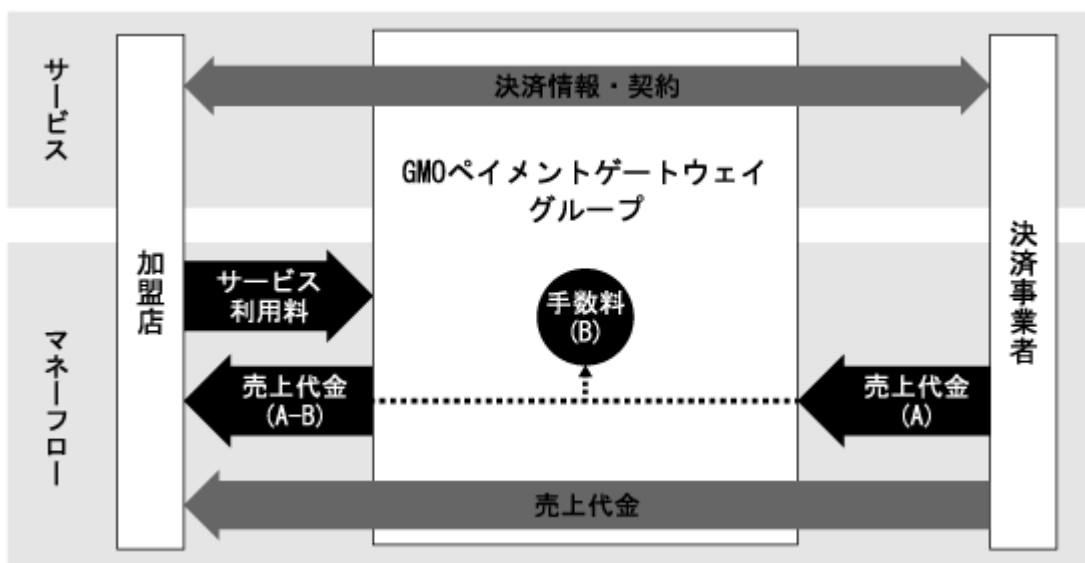 サービス
決済情報・契約
GMOペイメントゲートウェイ
グループ
加盟店
決済事業者
マネーフロー
サービス
利用料
手数料
(B)
売上代金
(A-B)
売上代金
(A)
売上代金